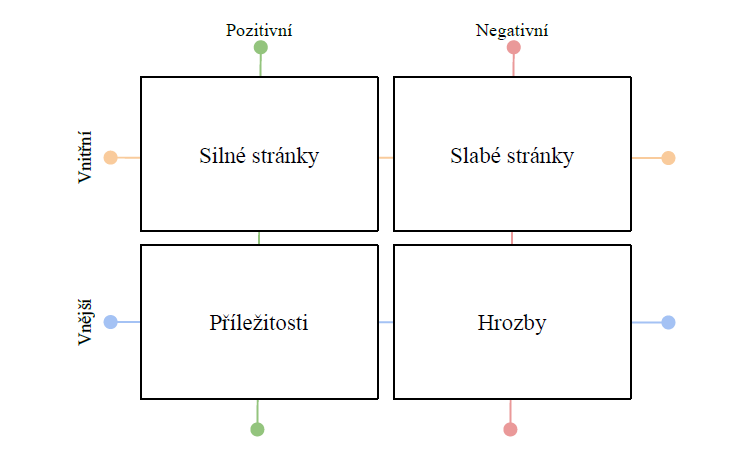 Pozitivní
Negativní
Vnitřní
Silné stránky
Slabé stránky
Vnější
Příležitosti
Hrozby